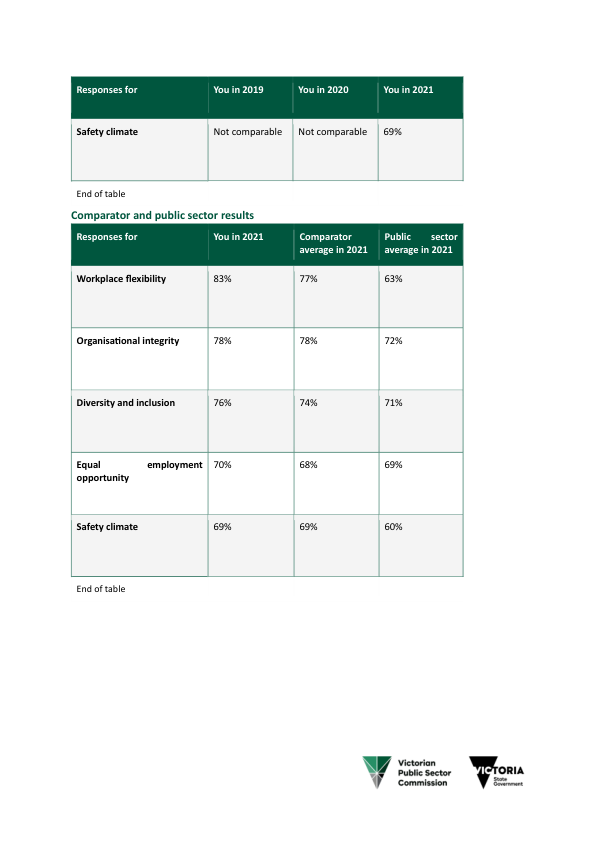 Responses for You in 2019 You in 2020 You in 2021
Safety climate Not comparable Not comparable 69%
End of table
Comparator and public sector results
Responses for You in 2021 Comparator average in 2021 Public sector average in 2021
Workplace flexibility 83% 77% 63%
Organisational integrity 78% 78% 72%
Diversity and inclusion 76% 74% 71%
Equal employment opportunity 70% 68% 69%
Safety climate 69% 69% 60%
End of table
Victorian
Public Sector
Commission
VICTORIA
State
Government